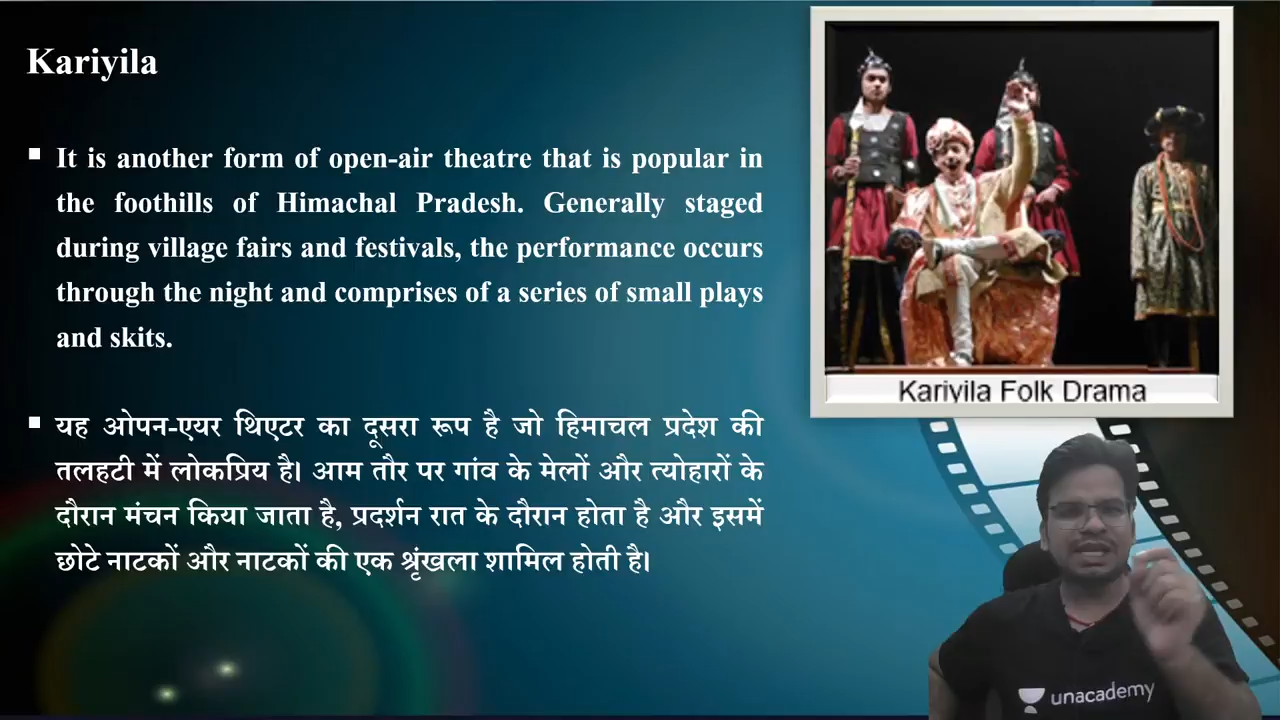 Kariyila
It is another form of open-air theatre that is popular in
the foothills of Himachal Pradesh. Generally staged
during village fairs and festivals, the performance occurs
through the night and comprises of a series of small plays
and skits.
यह ओपन-एयर थिएटर का दूसरा रूप है जो हिमाचल प्रदेश की
तलहटी में लोकप्रिय है। आम तौर पर गांव के मेलों और त्योहारों के
दौरान मंचन किया जाता है, प्रदर्शन रात के दौरान होता है और इसमें
छोटे नाटकों और नाटकों की एक श्रृंखला शामिल होती है।
Kariyila Folk Drama
unacademy